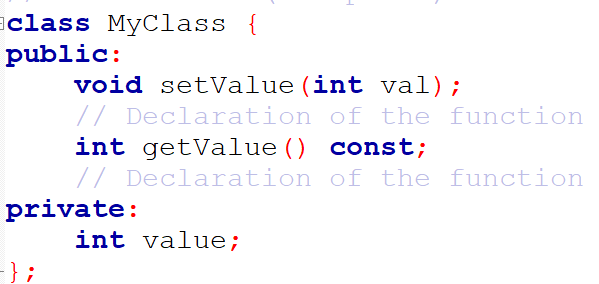 class MyClass {
public:
    void setValue(int val);
    // Declaration of the function
    int getValue() const;
    // Declaration of the function
private:
    int value;
};